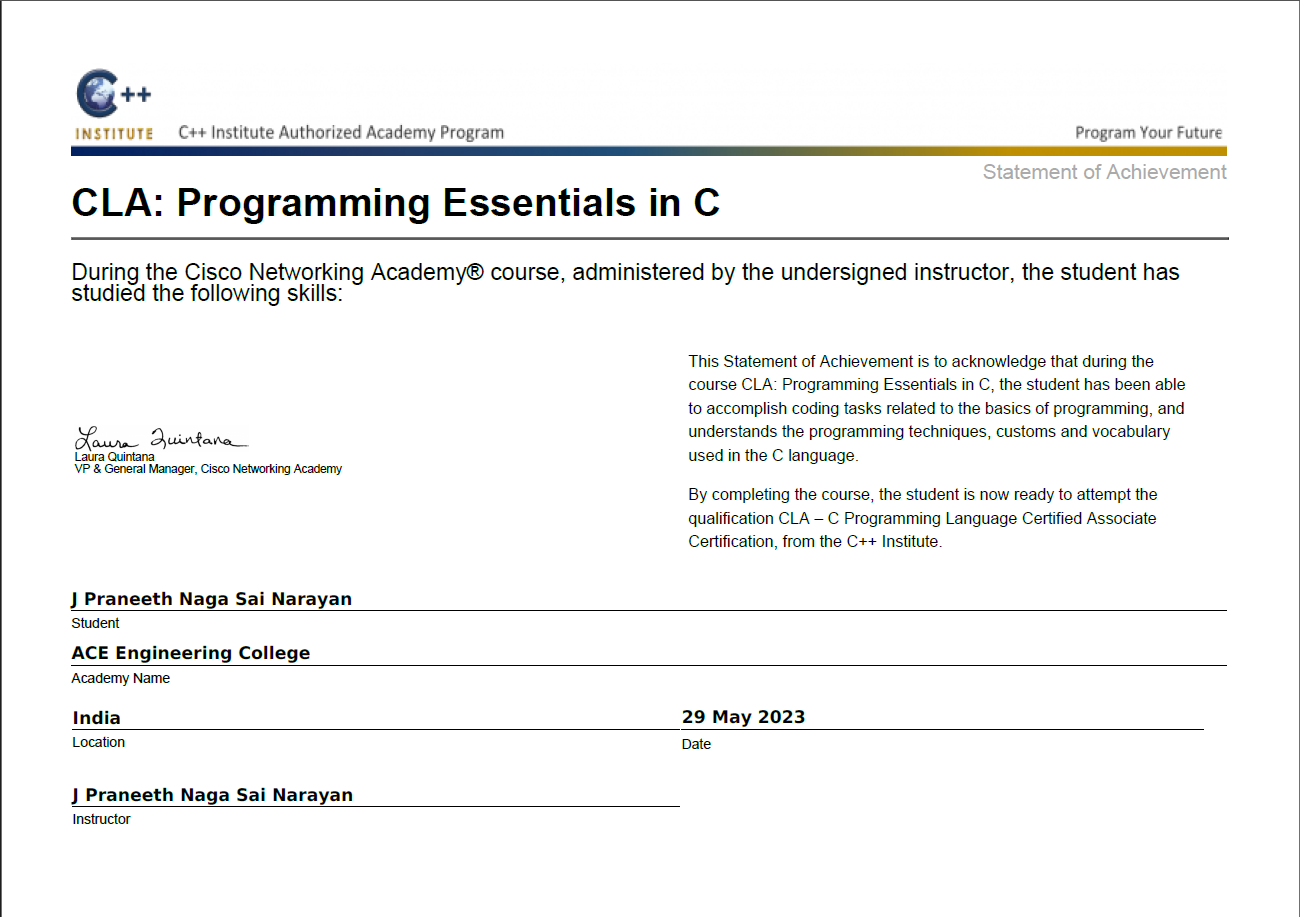 C++
INSTITUTE
C++ Institute Authorized Academy Program
Program Your Future
Statement of Achievement
CLA: Programming Essentials in C
During the Cisco Networking Academy® course, administered by the undersigned instructor, the student has
studied the following skills:
This Statement of Achievement is to acknowledge that during the
course CLA: Programming Essentials in C, the student has been able
to accomplish coding tasks related to the basics of programming, and
understands the programming techniques, customs and vocabulary
used in the C language.
By completing the course, the student is now ready to attempt the
qualification CLA – C Programming Language Certified Associate
Certification, from the C++ Institute.
Laura Quintana
Laura Quintana
VP & General Manager, Cisco Networking Academy
J Praneeth Naga Sai Narayan
Student
ACE Engineering College
Academy Name
India
Location
29 May 2023
Date
J Praneeth Naga Sai Narayan
Instructor